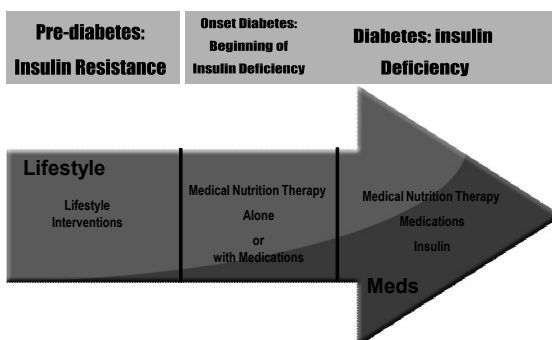 Pre-diabetes:
Insulin Resistance
Onset Diabetes:
Beginning of
Insulin Deficiency
Diabetes: insulin
Deficiency
Lifestyle
Lifestyle
Interventions
Medical Nutrition Therapy
Alone
or
with Medications
Medical Nutrition Therapy
Medications
Insulin
Meds